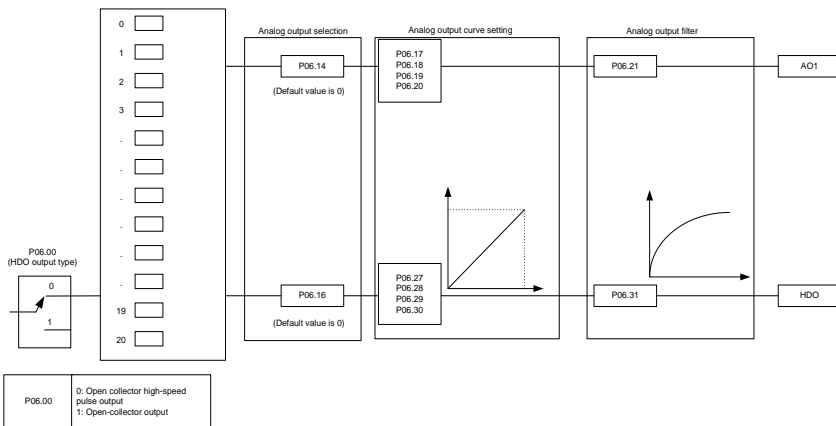 0
1
2
3
.
.
.
.
.
.
19
20
Analog output selection
P06.14
(Default value is 0)
P06.16
(Default value is 0)
Analog output curve setting
P06.17
P06.18
P06.19
P06.20
P06.27
P06.28
P06.29
P06.30
Analog output filter
P06.21
P06.31
AO1
HDO
P06.00
(HDO output type)
0
1
P06.00
0: Open collector high-speed
pulse output
1: Open-collector output